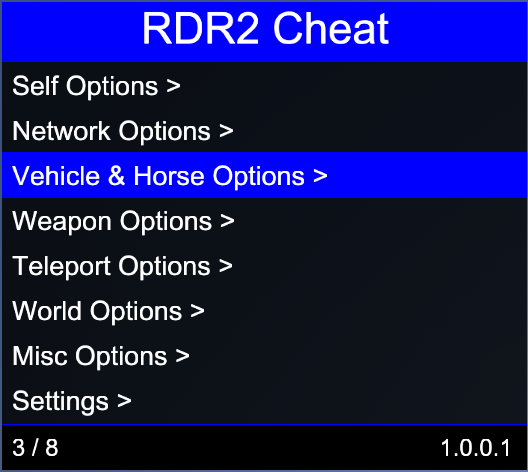 RDR2 Cheat
Self Options >
Network Options >
Vehicle & Horse Options >
Weapon Options >
Teleport Options >
World Options >
Misc Options >
Settings >
3 / 8 1.0.0.1